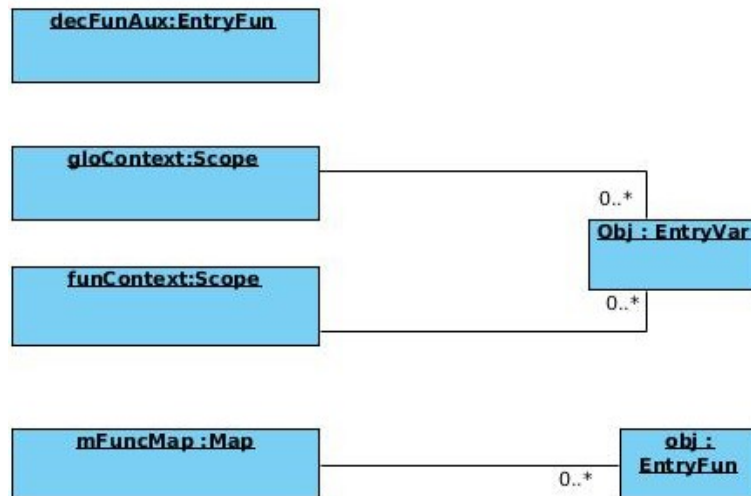 decFunAux:EntryFun
gloContext:Scope
0..*
Obj : EntryVar
funContext:Scope
0..*
mFuncMap :Map
obj :
EntryFun
0..*